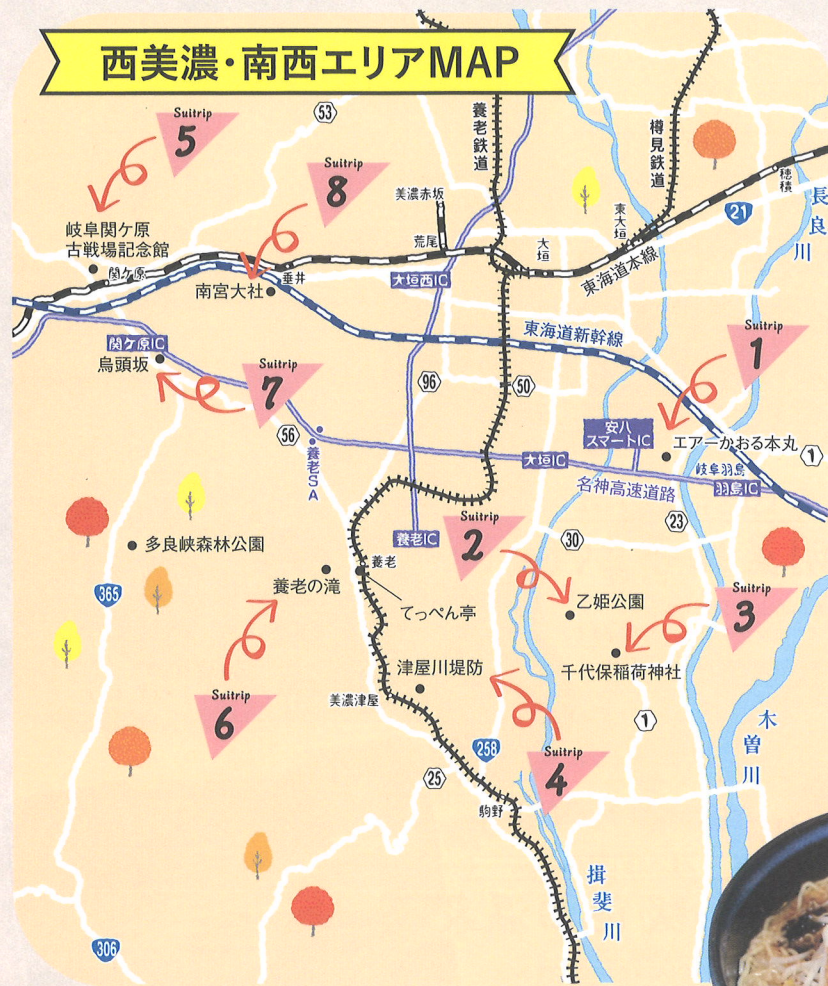 西美濃・南西エリアMAP
Suitrip
5
53
養老鉄道
樽見鉄道
Suitrip
8
美濃赤坂
穂積
長良川
岐阜関ケ原
古戦場記念館
関ケ原
荒尾
大垣
東大垣
21
南宮大社
垂井
大垣西IC
東海道本線
東海道新幹線
関ケ原IC
烏頭坂
Suitrip
7
Suitrip
1
96
50
56
養老SA
安八
スマートIC
エアーかおる本丸
1
大垣IC
岐阜羽島
名神高速道路
羽島IC
Suitrip
2
23
養老IC
30
多良峡森林公園
養老
養老の滝
365
てっぺん亭
乙姫公園
Suitrip
3
千代保稲荷神社
津屋川堤防
美濃津屋
Suitrip
6
1
木曽川
258
Suitrip
4
25
駒野
揖斐川
306